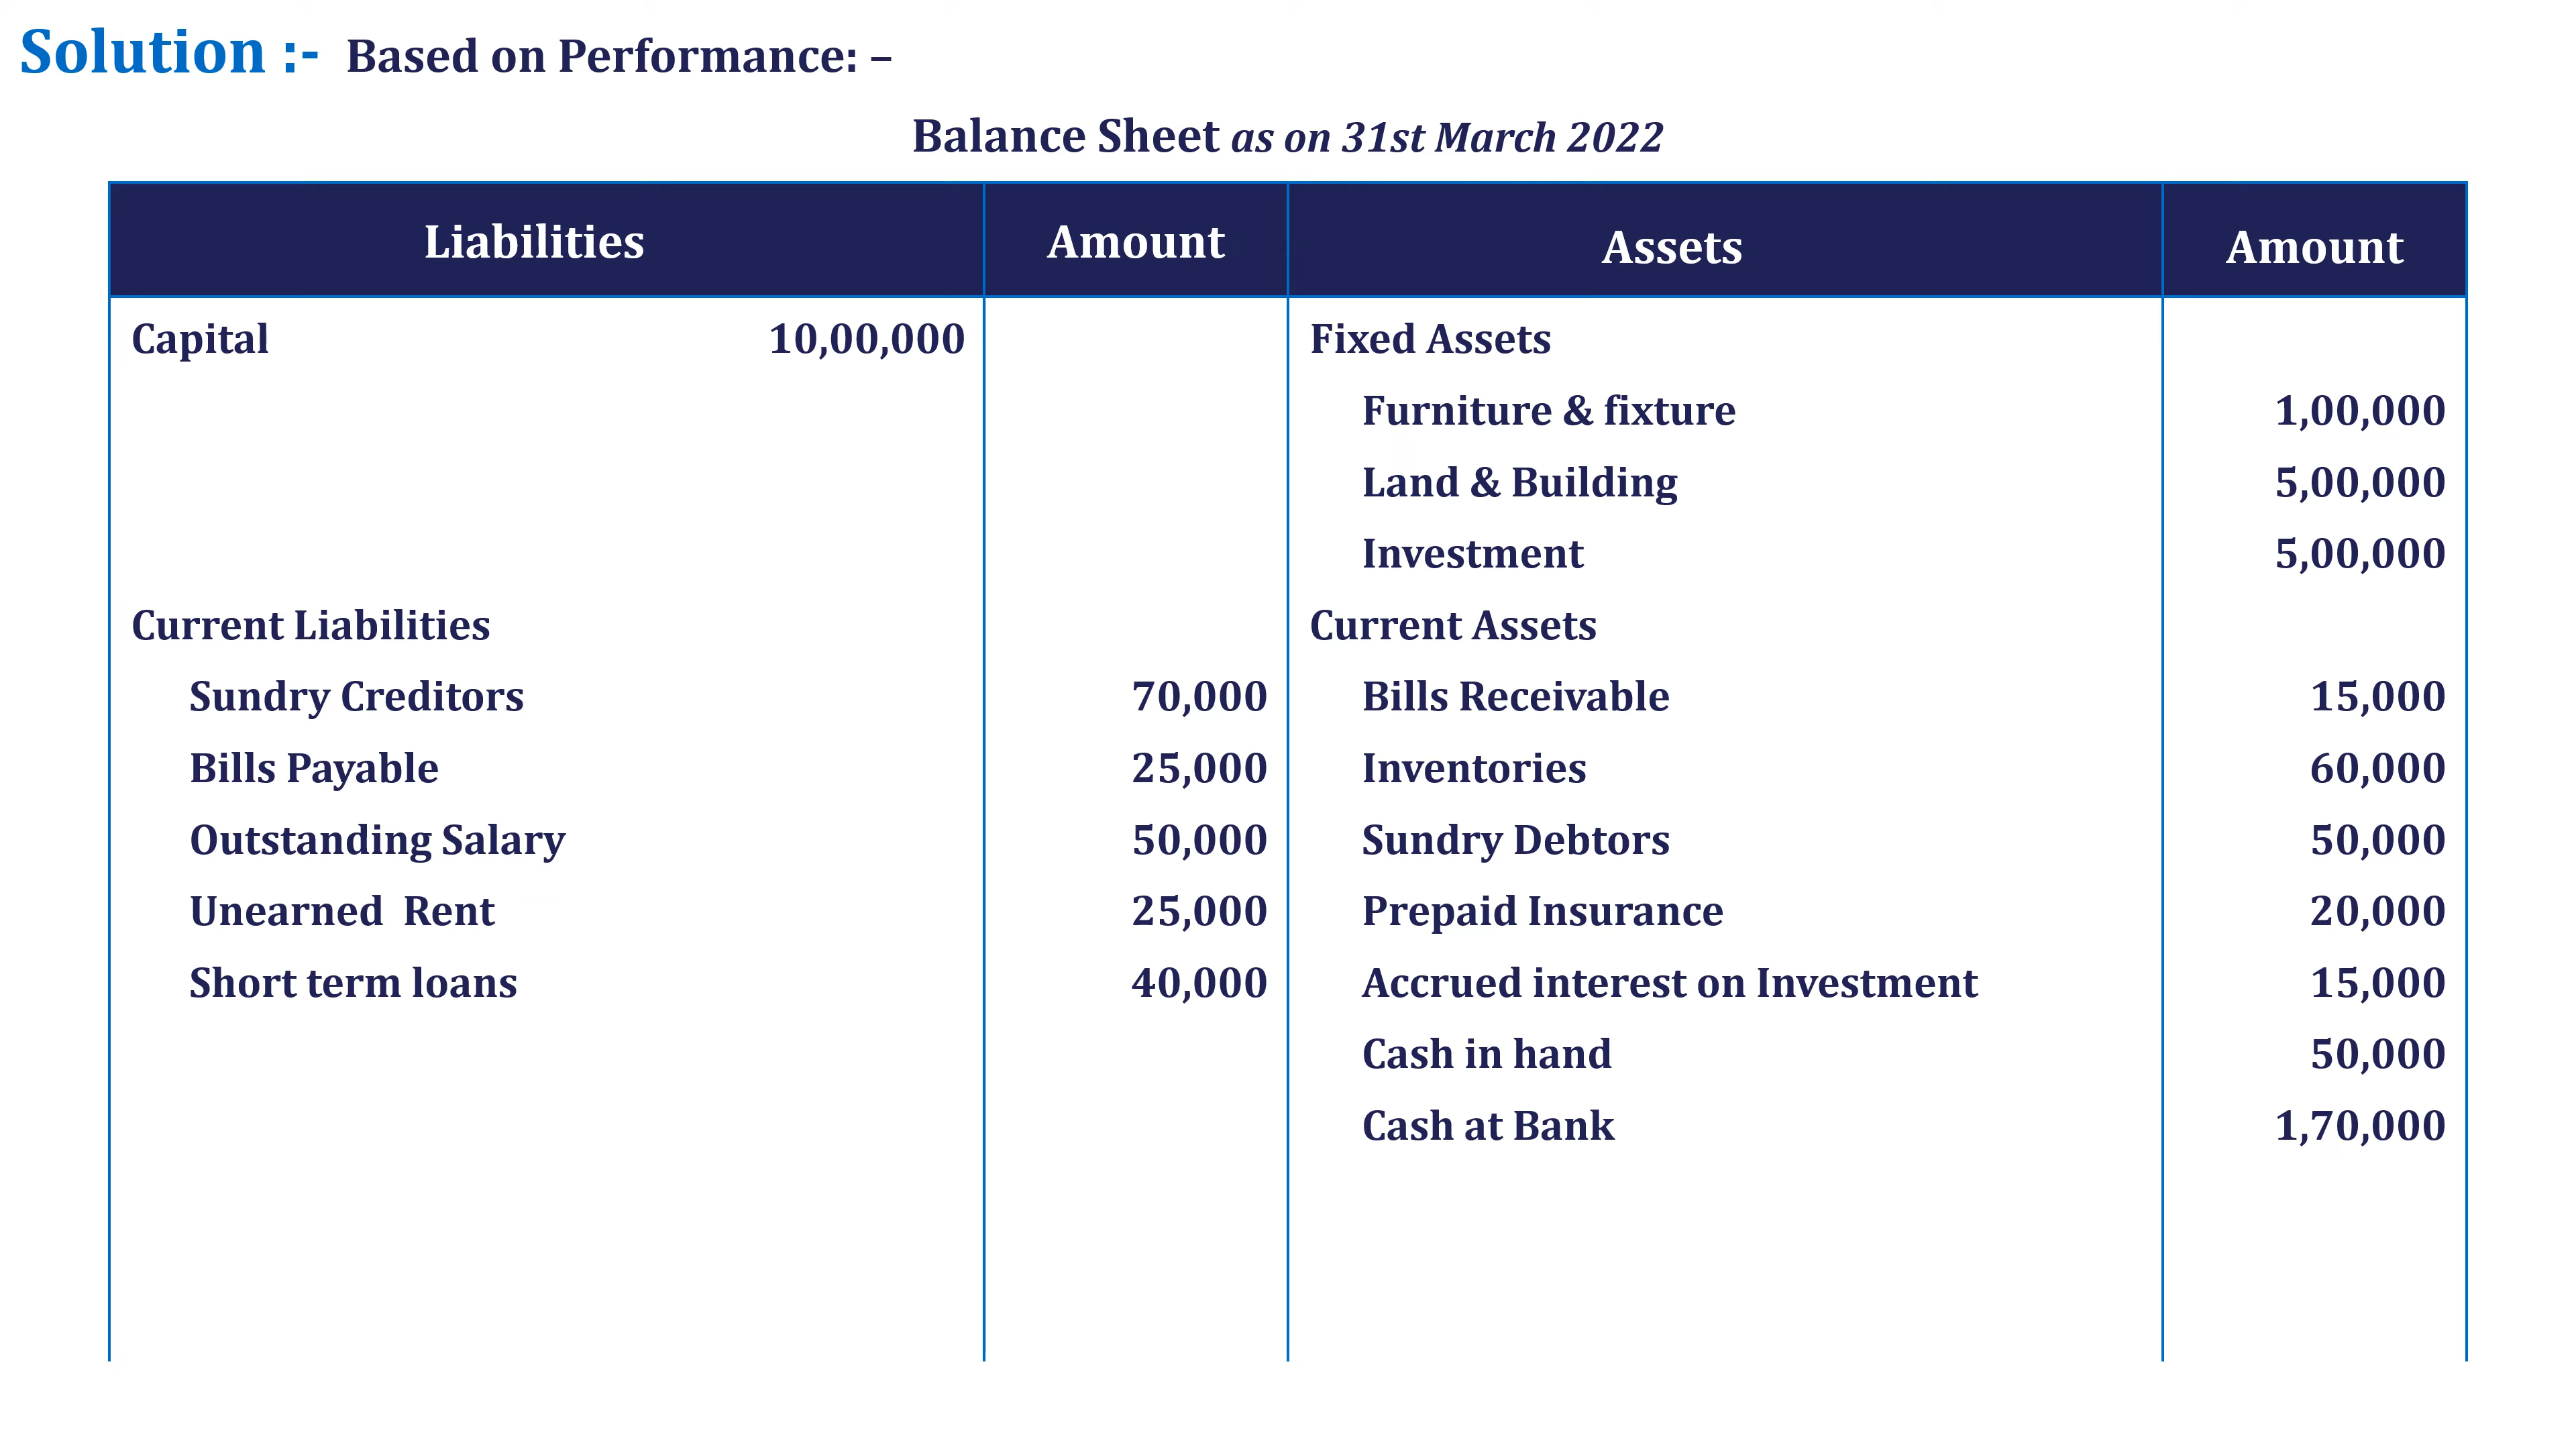 Solution :- Based on Performance: –
Balance Sheet as on 31st March 2022
Liabilities Amount Assets Amount
Capital 10,00,000 Fixed Assets
Furniture & fixture 1,00,000
Land & Building 5,00,000
Investment 5,00,000
Current Liabilities Current Assets
Sundry Creditors 70,000 Bills Receivable 15,000
Bills Payable 25,000 Inventories 60,000
Outstanding Salary 50,000 Sundry Debtors 50,000
Unearned Rent 25,000 Prepaid Insurance 20,000
Short term loans 40,000 Accrued interest on Investment 15,000
Cash in hand 50,000
Cash at Bank 1,70,000